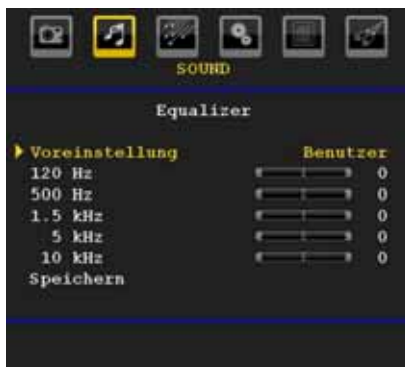 SOUND
Equalizer
Voreinstellung Benutzer
120 Hz 0
500 Hz 0
1.5 kHz 0
5 kHz 0
10 kHz 0
Speichern